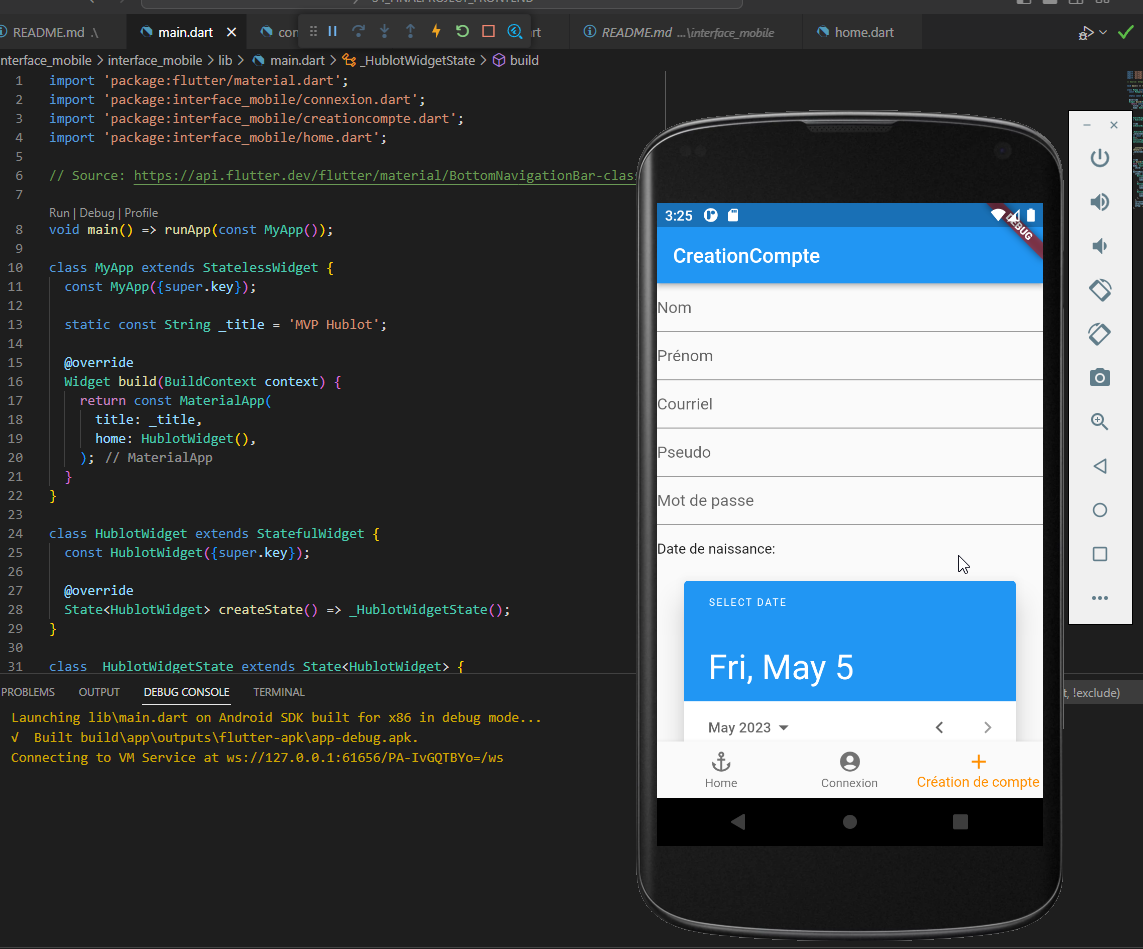 README.md .\
main.dart
con
rt
README.md ...\interface_mobile
home.dart
nterface_mobile > interface_mobile > lib > main.dart > _HublotWidgetState > build
1 import 'package:flutter/material.dart';
2 import 'package:interface_mobile/connexion.dart';
3 import 'package:interface_mobile/creationcompte.dart';
4 import 'package:interface_mobile/home.dart';
5
6 // Source: https://api.flutter.dev/flutter/material/BottomNavigationBar-clas
7
Run | Debug | Profile
8 void main() => runApp(const MyApp());
9
10 class MyApp extends StatelessWidget {
11 const MyApp({super.key});
12
13 static const String _title = 'MVP Hublot';
14
15 @override
16 Widget build(BuildContext context) {
17 return const MaterialApp(
18 title: _title,
19 home: HublotWidget(),
20 ); // MaterialApp
21 }
22 }
23
24 class HublotWidget extends StatefulWidget {
25 const HublotWidget({super.key});
26
27 @override
28 State<HublotWidget> createState() => _HublotWidgetState();
29 }
30
31 class _HublotWidgetState extends State<HublotWidget> {
PROBLEMS OUTPUT DEBUG CONSOLE TERMINAL
t, !exclude)
Launching lib\main.dart on Android SDK built for x86 in debug mode...
√ Built build\app\outputs\flutter-apk\app-debug.apk.
Connecting to VM Service at ws://127.0.0.1:61656/PA-IvGQTBYo=/ws
3:25
DEBUG
CreationCompte
Nom
Prénom
Courriel
Pseudo
Mot de passe
Date de naissance:
SELECT DATE
Fri, May 5
May 2023
Home
Connexion
Création de compte